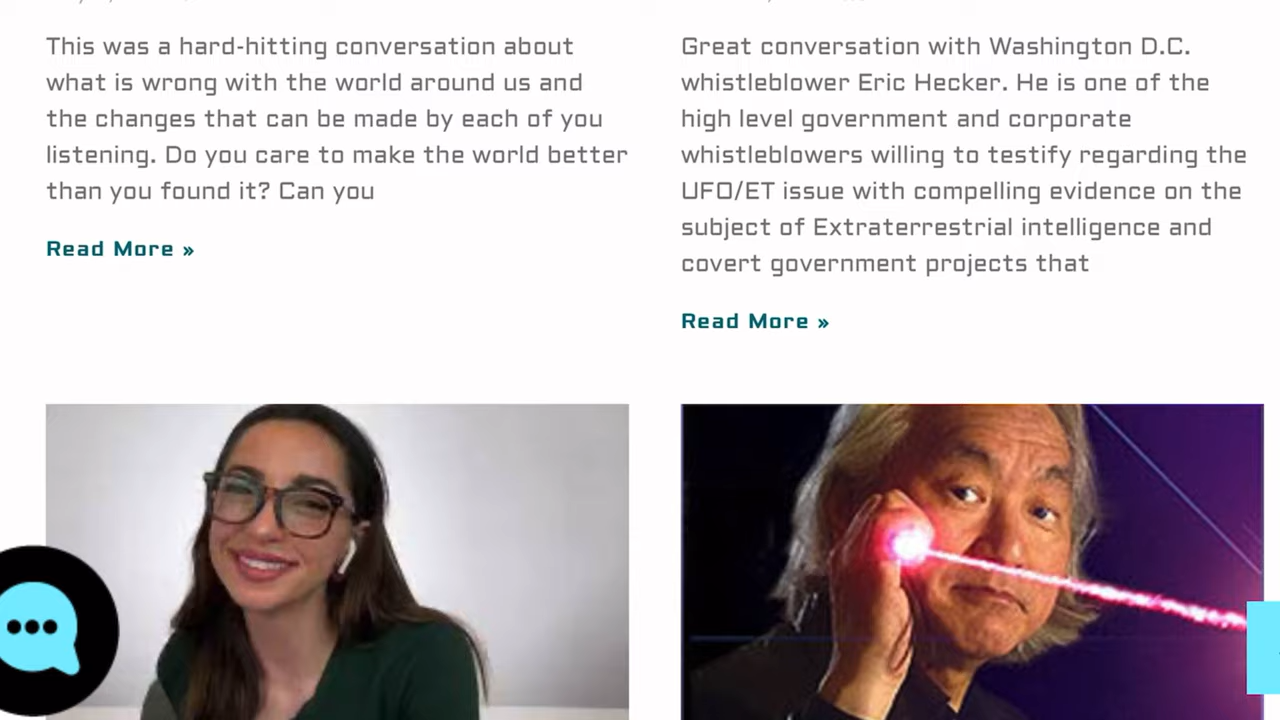 This was a hard-hitting conversation about
what is wrong with the world around us and
the changes that can be made by each of you
listening. Do you care to make the world better
than you found it? Can you
Read More »
Great conversation with Washington D.C.
whistleblower Eric Hecker. He is one of the
high level government and corporate
whistleblowers willing to testify regarding the
UFO/ET issue with compelling evidence on the
subject of Extraterrestrial intelligence and
covert government projects that
Read More »